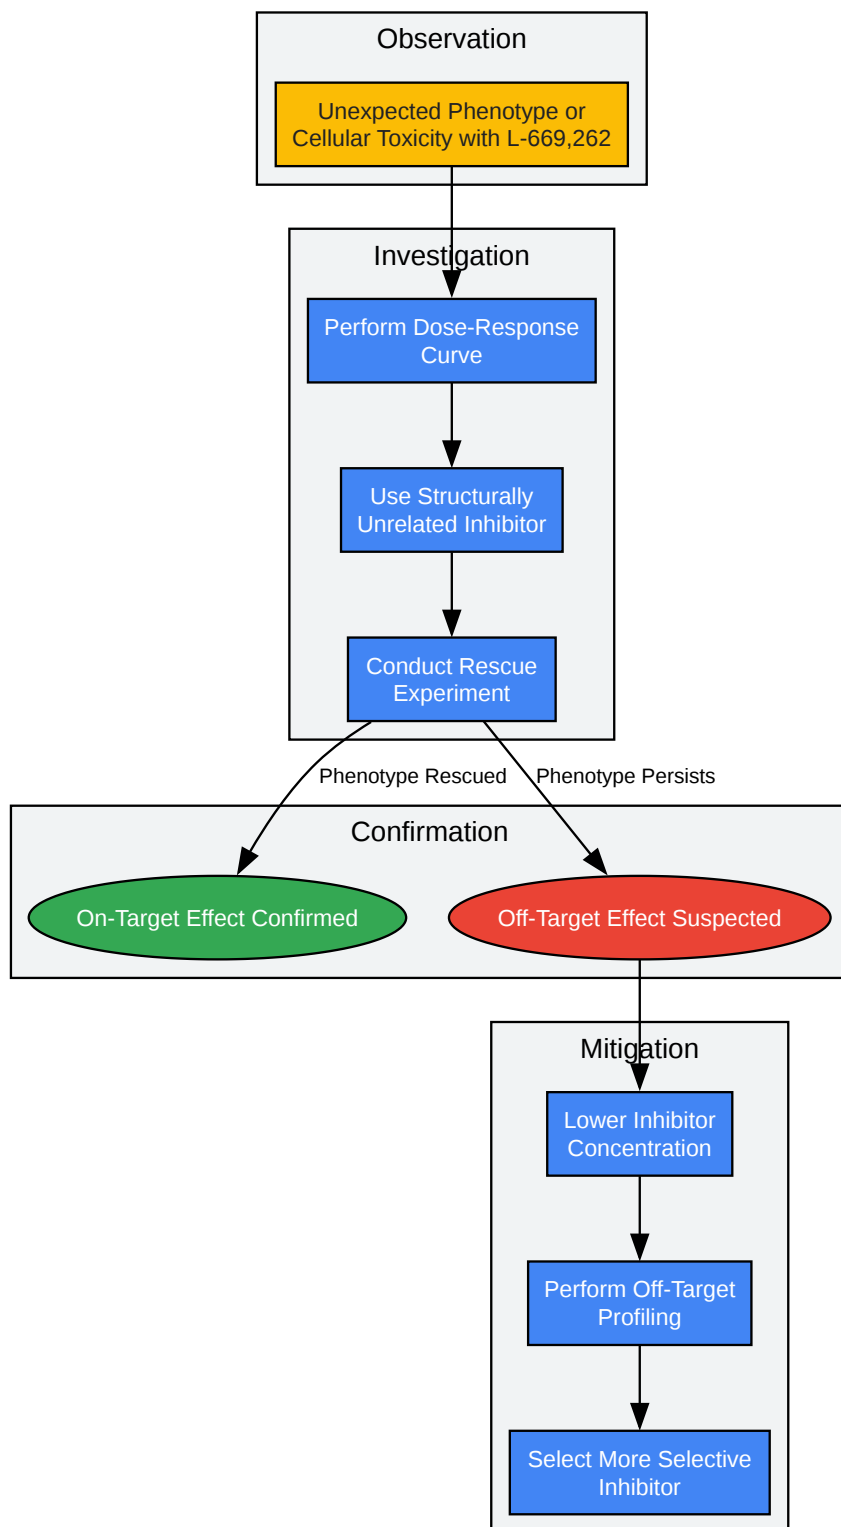 Observation
Unexpected Phenotype or
Cellular Toxicity with L-669,262
Investigation
Perform Dose-Response
Curve
Use Structurally
Unrelated Inhibitor
Conduct Rescue
Experiment
Phenotype Rescued
Phenotype Persists
Confirmation
On-Target Effect Confirmed
Off-Target Effect Suspected
Mitigation
Lower Inhibitor
Concentration
Perform Off-Target
Profiling
Select More Selective
Inhibitor